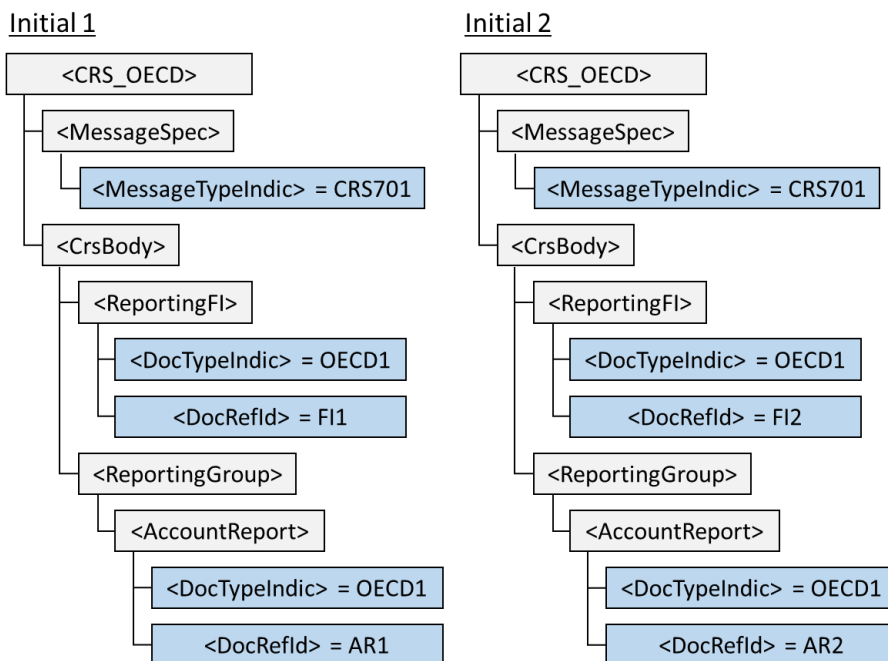 Initial 1
<CRS_OECD>
<MessageSpec>
<MessageTypeIndic> = CRS701
<CrsBody>
<ReportingFI>
<DocTypeIndic> = OECD1
<DocRefId> = FI1
<ReportingGroup>
<AccountReport>
<DocTypeIndic> = OECD1
<DocRefId> = AR1
Initial 2
<CRS_OECD>
<MessageSpec>
<MessageTypeIndic> = CRS701
<CrsBody>
<ReportingFI>
<DocTypeIndic> = OECD1
<DocRefId> = FI2
<ReportingGroup>
<AccountReport>
<DocTypeIndic> = OECD1
<DocRefId> = AR2